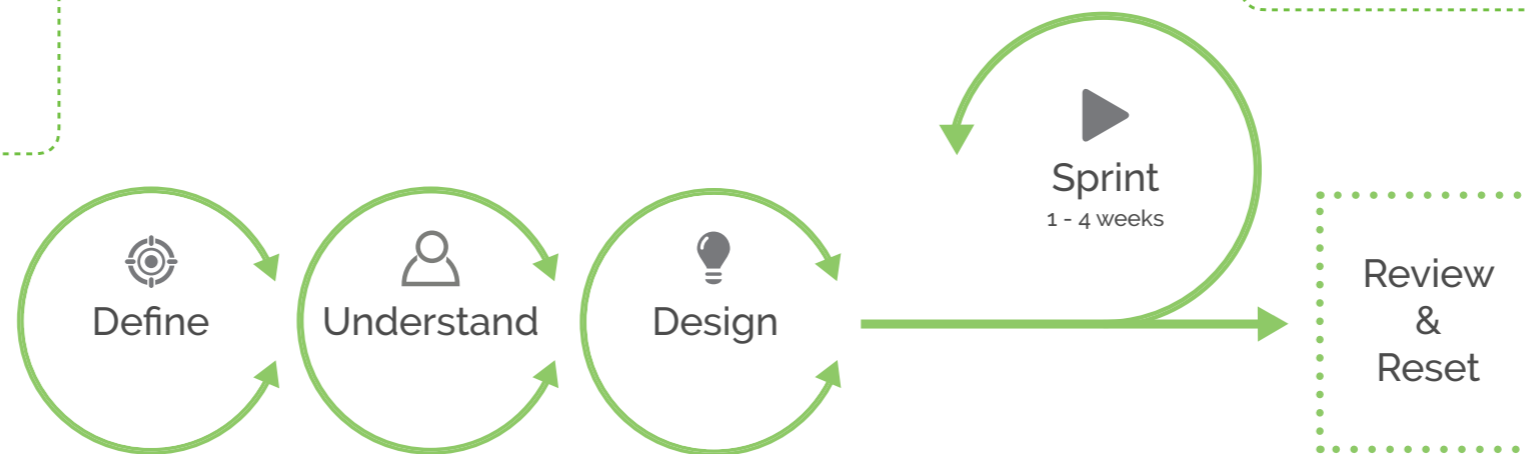 Define
Understand
Design
Sprint
1 - 4 weeks
Review
&
Reset